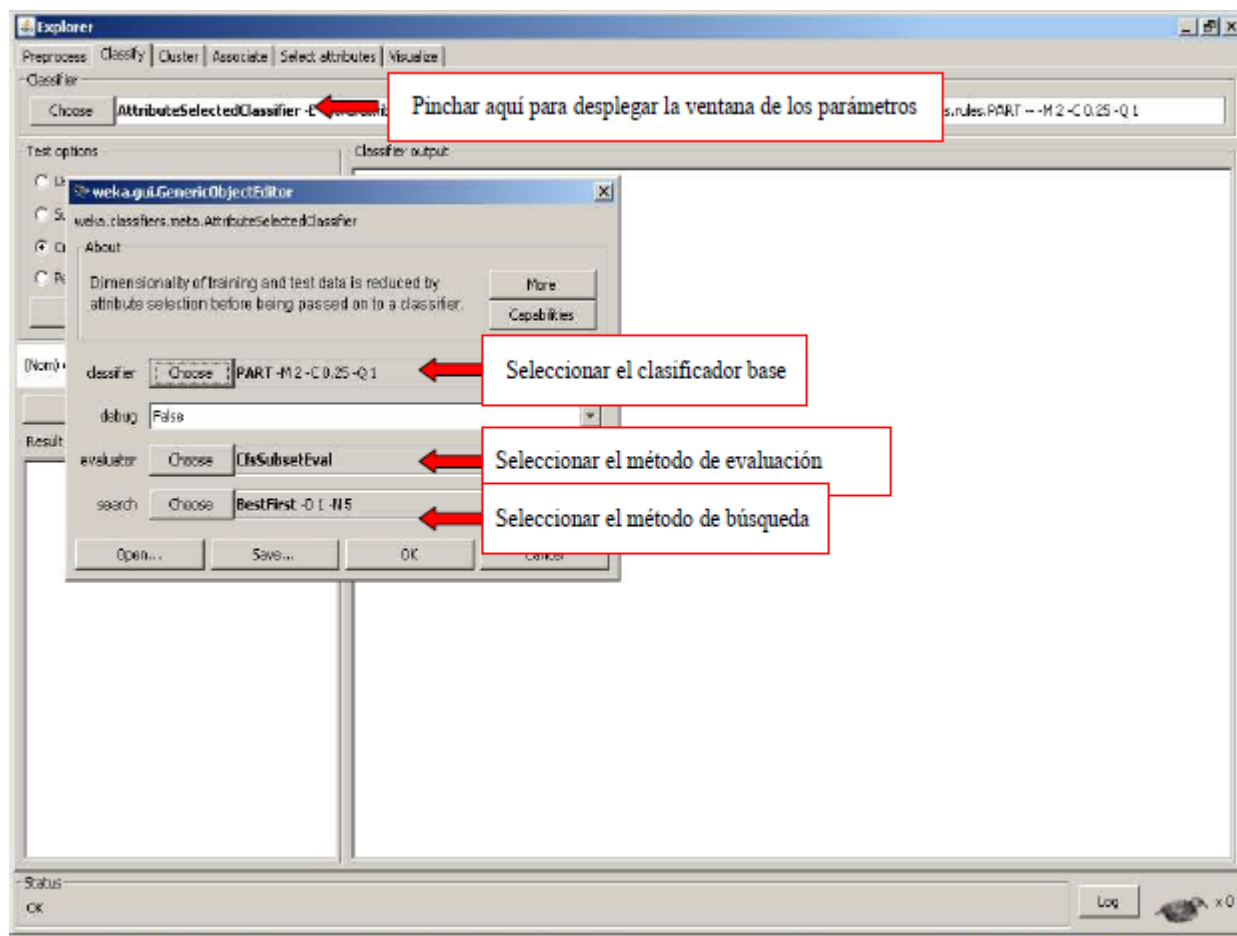 Explorer
Preprocess Classify Cluster Associate Select attributes Visualize
Classifier
Choose AttributeSelectedClassifier -E
Pinchar aquí para desplegar la ventana de los parámetros
s.rules.PART -- -M 2 -C 0.25 -Q 1
Test options
Classifier output
weka.gui.GenericObjectEditor
weka.classifiers.meta.AttributeSelectedClassifier
About
Dimensionality of training and test data is reduced by
attribute selection before being passed on to a classifier.
More
Capabilities
(Nom)
classifier Choose PART -M 2 -C 0.25 -Q 1
Seleccionar el clasificador base
debug False
Result
evaluator Choose CfsSubsetEval
Seleccionar el método de evaluación
search Choose BestFirst -D 1 -N 5
Seleccionar el método de búsqueda
Open... Save... OK Cancel
Status
OK
Log
x 0